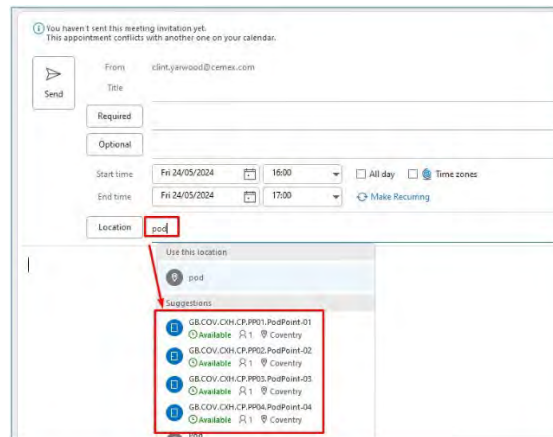 You haven't sent this meeting invitation yet.
This appointment conflicts with another one on your calendar.
From clint.yarwood@cemex.com
Send
Title
Required
Optional
Start time Fri 24/05/2024 16:00 All day Time zones
End time Fri 24/05/2024 17:00 Make Recurring
Location pod
Use this location
pod
Suggestions
GB.COV.CXH.CP.PP01.PodPoint-01
Available 1 Coventry
GB.COV.CXH.CP.PP02.PodPoint-02
Available 1 Coventry
GB.COV.CXH.CP.PP03.PodPoint-03
Available 1 Coventry
GB.COV.CXH.CP.PP04.PodPoint-04
Available 1 Coventry